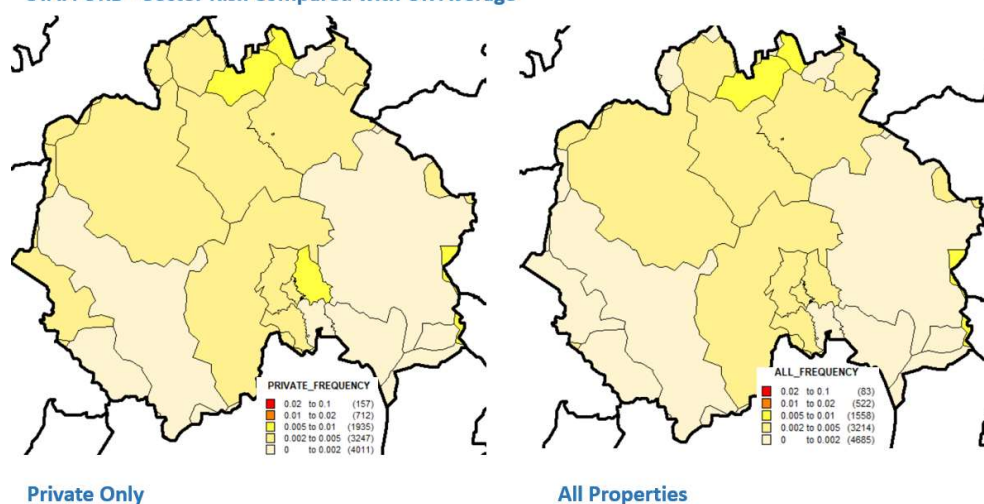 PRIVATE_FREQUENCY
0.02 to 0.1 (157)
0.01 to 0.02 (712)
0.005 to 0.01 (1935)
0.002 to 0.005 (3247)
0 to 0.002 (4011)
ALL_FREQUENCY
0.02 to 0.1 (83)
0.01 to 0.02 (522)
0.005 to 0.01 (1558)
0.002 to 0.005 (3214)
0 to 0.002 (4685)
Private Only
All Properties